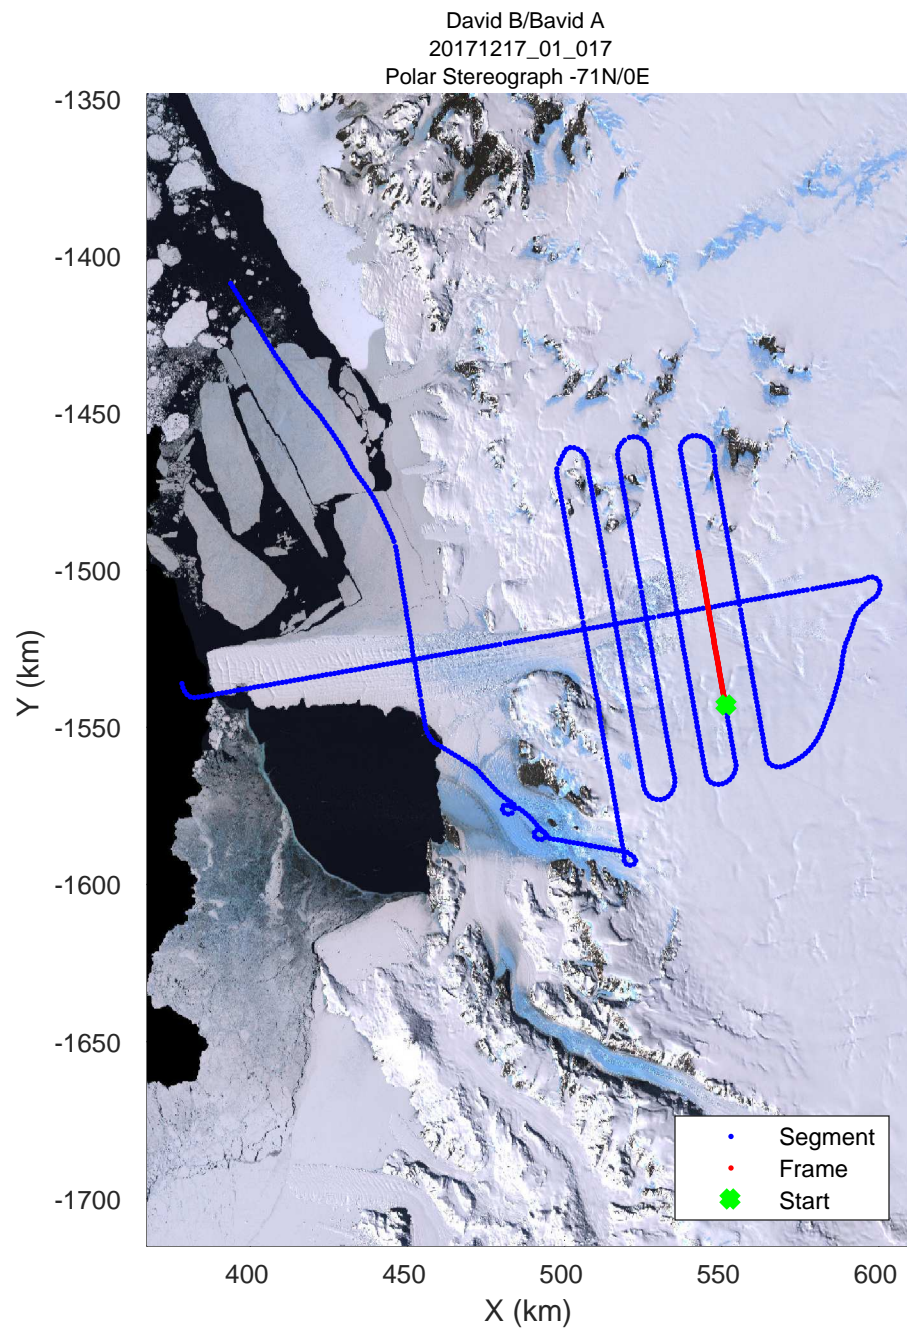 David B/Bavid A
20171217_01_017
Polar Stereograph -71N/0E
-1350
-1400
-1450
-1500
-1550
-1600
-1650
-1700
Y (km)
400
450
500
550
600
X (km)
Segment
Frame
Start